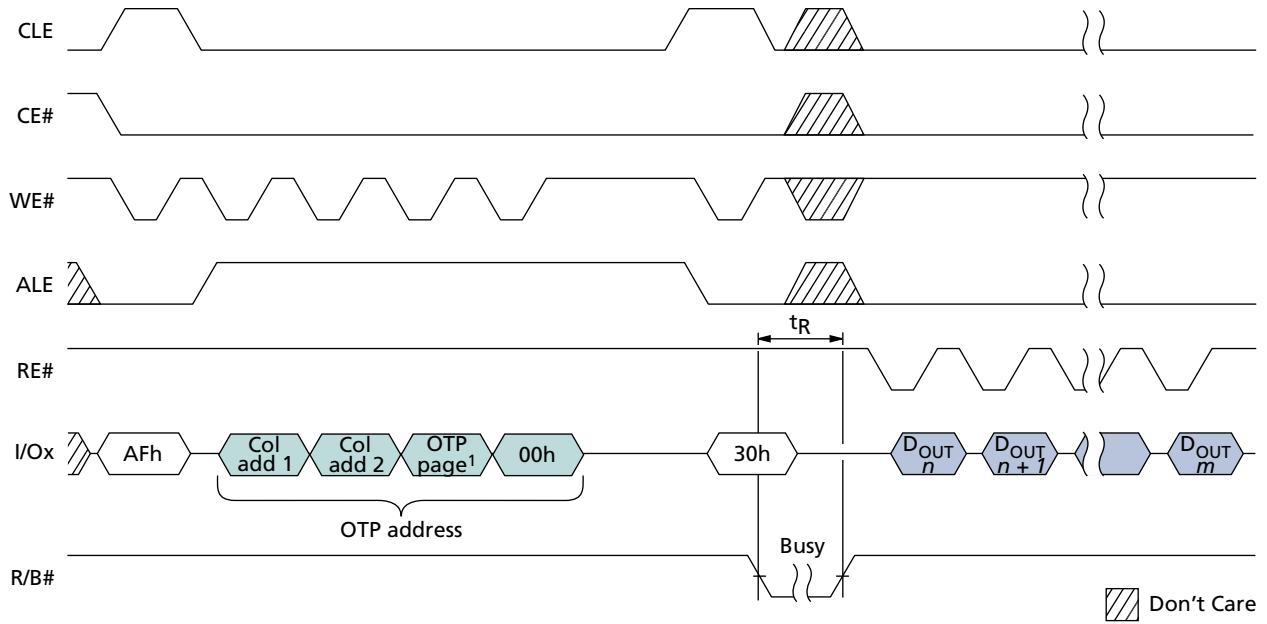 CLE
CE#
WE#
ALE
tR
RE#
I/Ox
AFh
Col
add 1
Col
add 2
OTP
page1
00h
30h
DOUT
n
DOUT
n + 1
DOUT
m
OTP address
Busy
R/B#
Don't Care